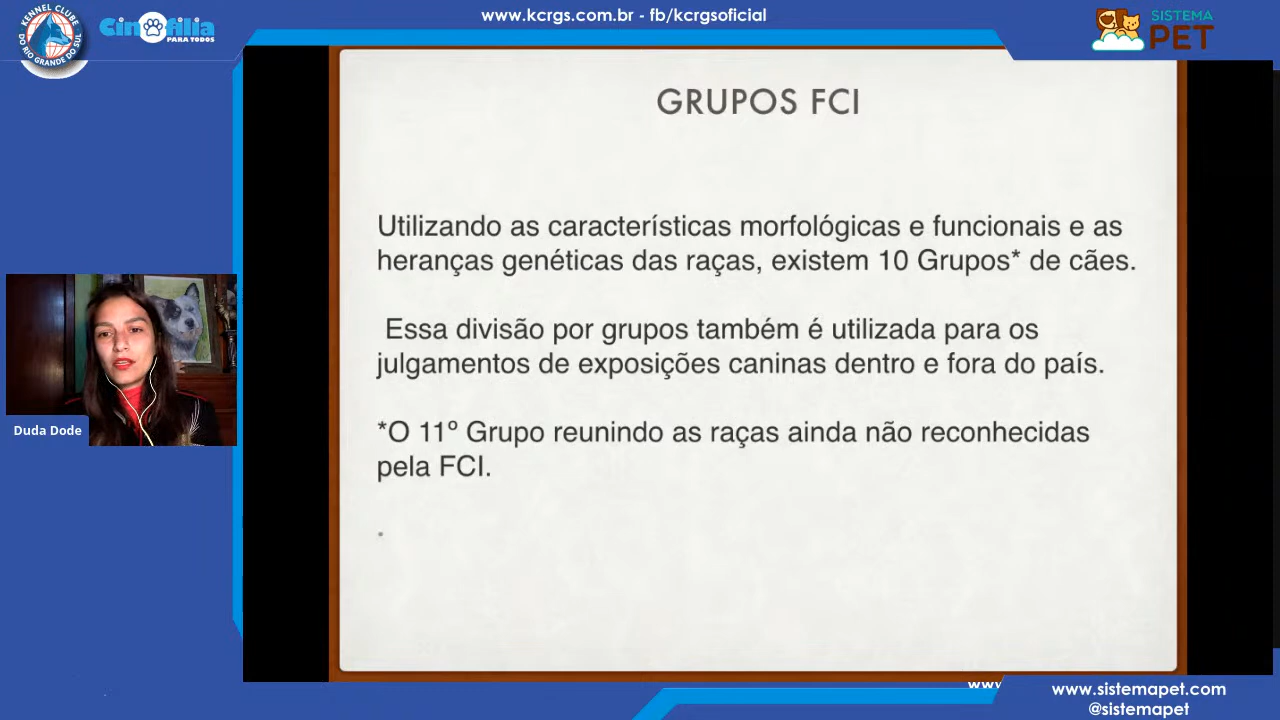 www.kcrgs.com.br - fb/kcrgsoficial
KENNEL CLUBE
DO RIO GRANDE DO SUL
Cinofilia
PARA TODOS
SISTEMA
PET
GRUPOS FCI
Utilizando as características morfológicas e funcionais e as
heranças genéticas das raças, existem 10 Grupos* de cães.
Essa divisão por grupos também é utilizada para os
julgamentos de exposições caninas dentro e fora do país.
*O 11º Grupo reunindo as raças ainda não reconhecidas
pela FCI.
.
Duda Dode
www
www.sistemapet.com
@sistemapet